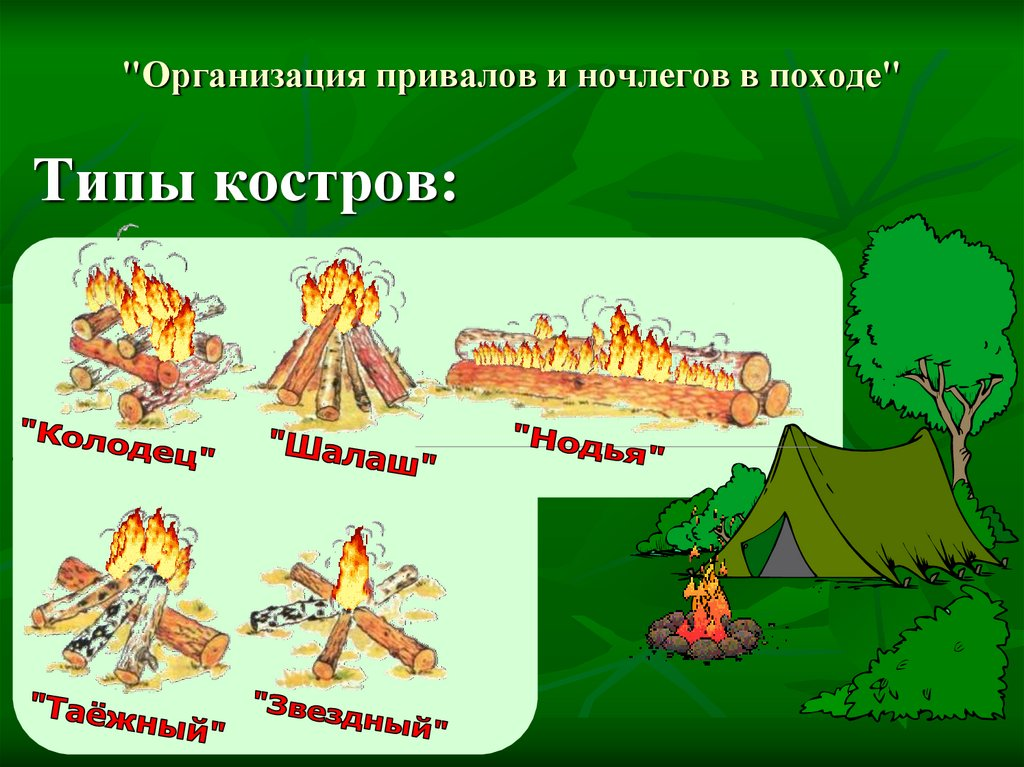 "Организация привалов и ночлегов в походе"
Типы костров:
"Колодец"
"Шалаш"
"Нодья"
"Таёжный"
"Звездный"